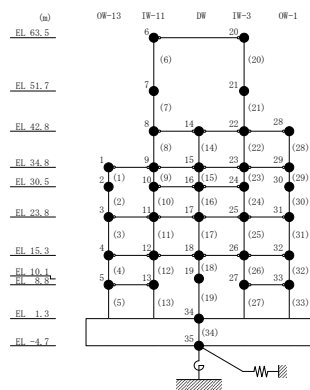 (m) OW-13 IW-11 DW IW-3 OW-1
EL 63.5 6 20
(6) (20)
EL 51.7 7 21
(7) (21)
EL 42.8 8 14 22 28
(8) (14) (22) (28)
EL 34.8 1 9 15 23 29
(1) (9) (15) (23) (29)
EL 30.5 2 10 16 24 30
(2) (10) (16) (24) (30)
EL 23.8 3 11 17 25 31
(3) (11) (17) (25) (31)
EL 15.3 4 12 18 26 32
(4) (12) (18) (26) (32)
EL 10.1 19
EL 8.8 5 13 27 33
(5) (13) (19) (27) (33)
EL 1.3 34
(34)
EL -4.7 35